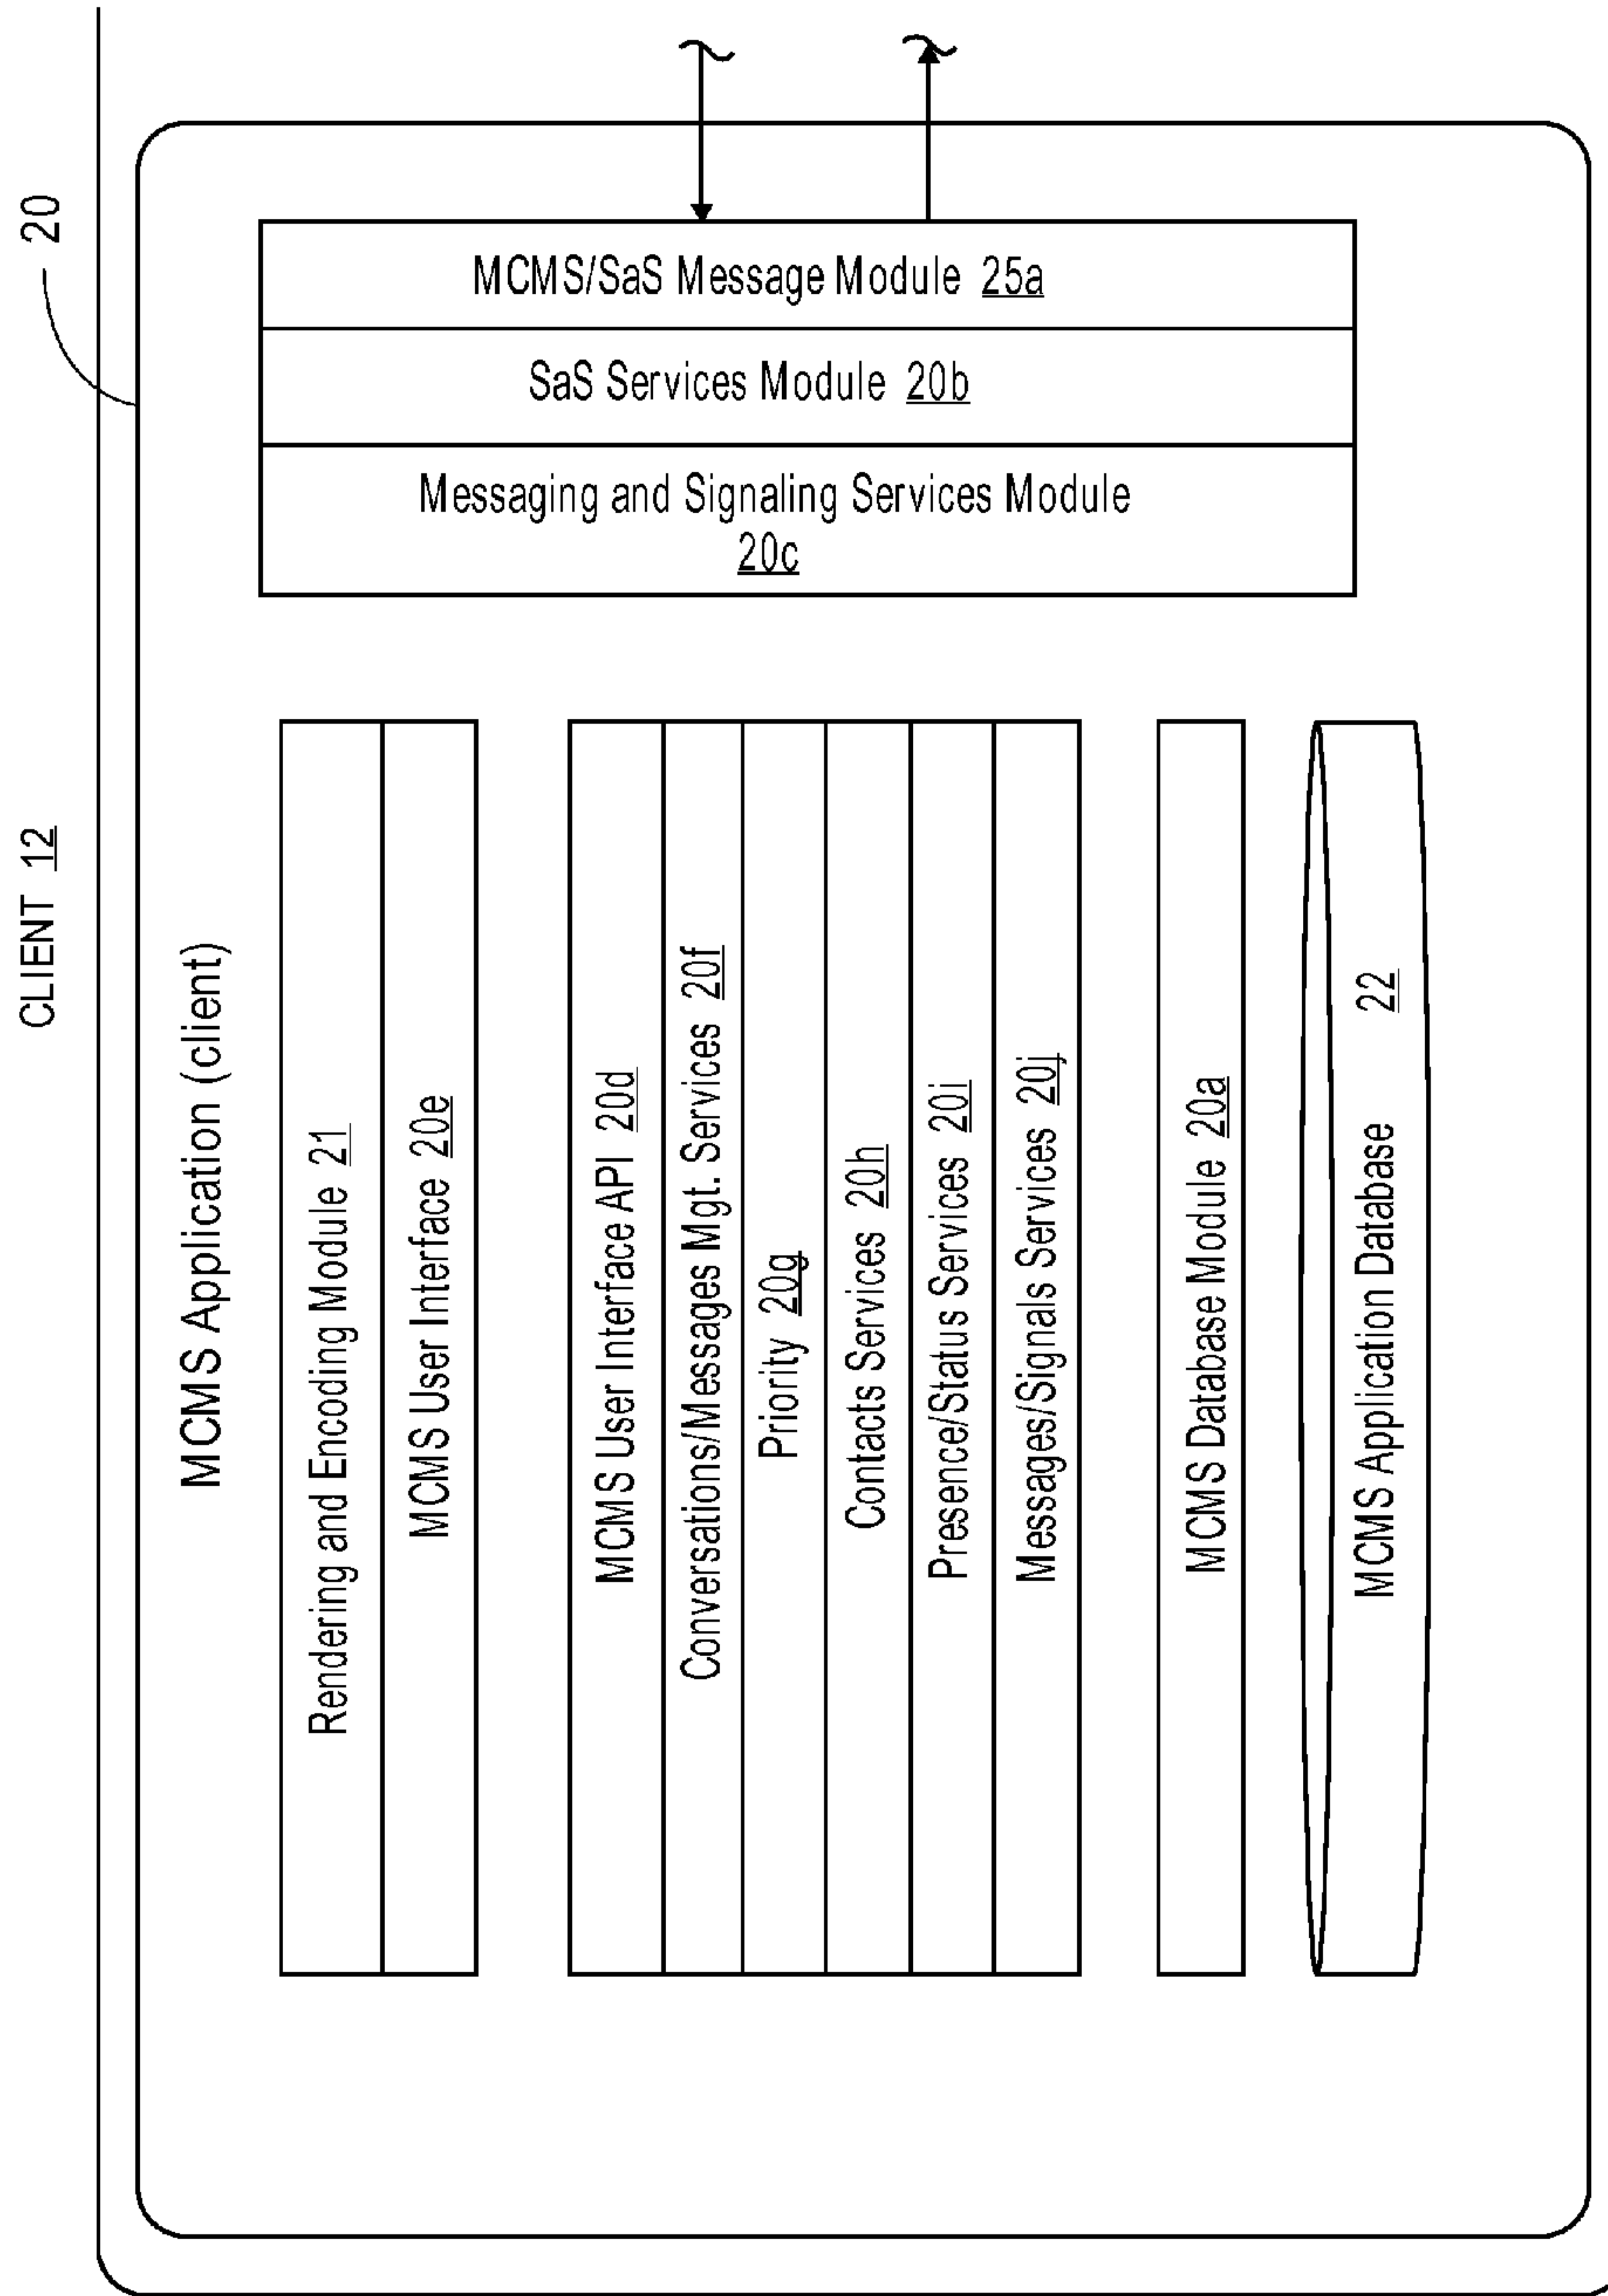 CLIENT 12
20
MCMS Application (client)
Rendering and Encoding Module 21
MCMS User Interface 20e
MCMS User Interface API 20d
Conversations/Messages Mgt. Services 20f
Priority 20g
Contacts Services 20h
Presence/Status Services 20i
Messages/Signals Services 20j
MCMS Database Module 20a
MCMS Application Database 22
MCMS/SaS Message Module 25a
SaS Services Module 20b
Messaging and Signaling Services Module
20c